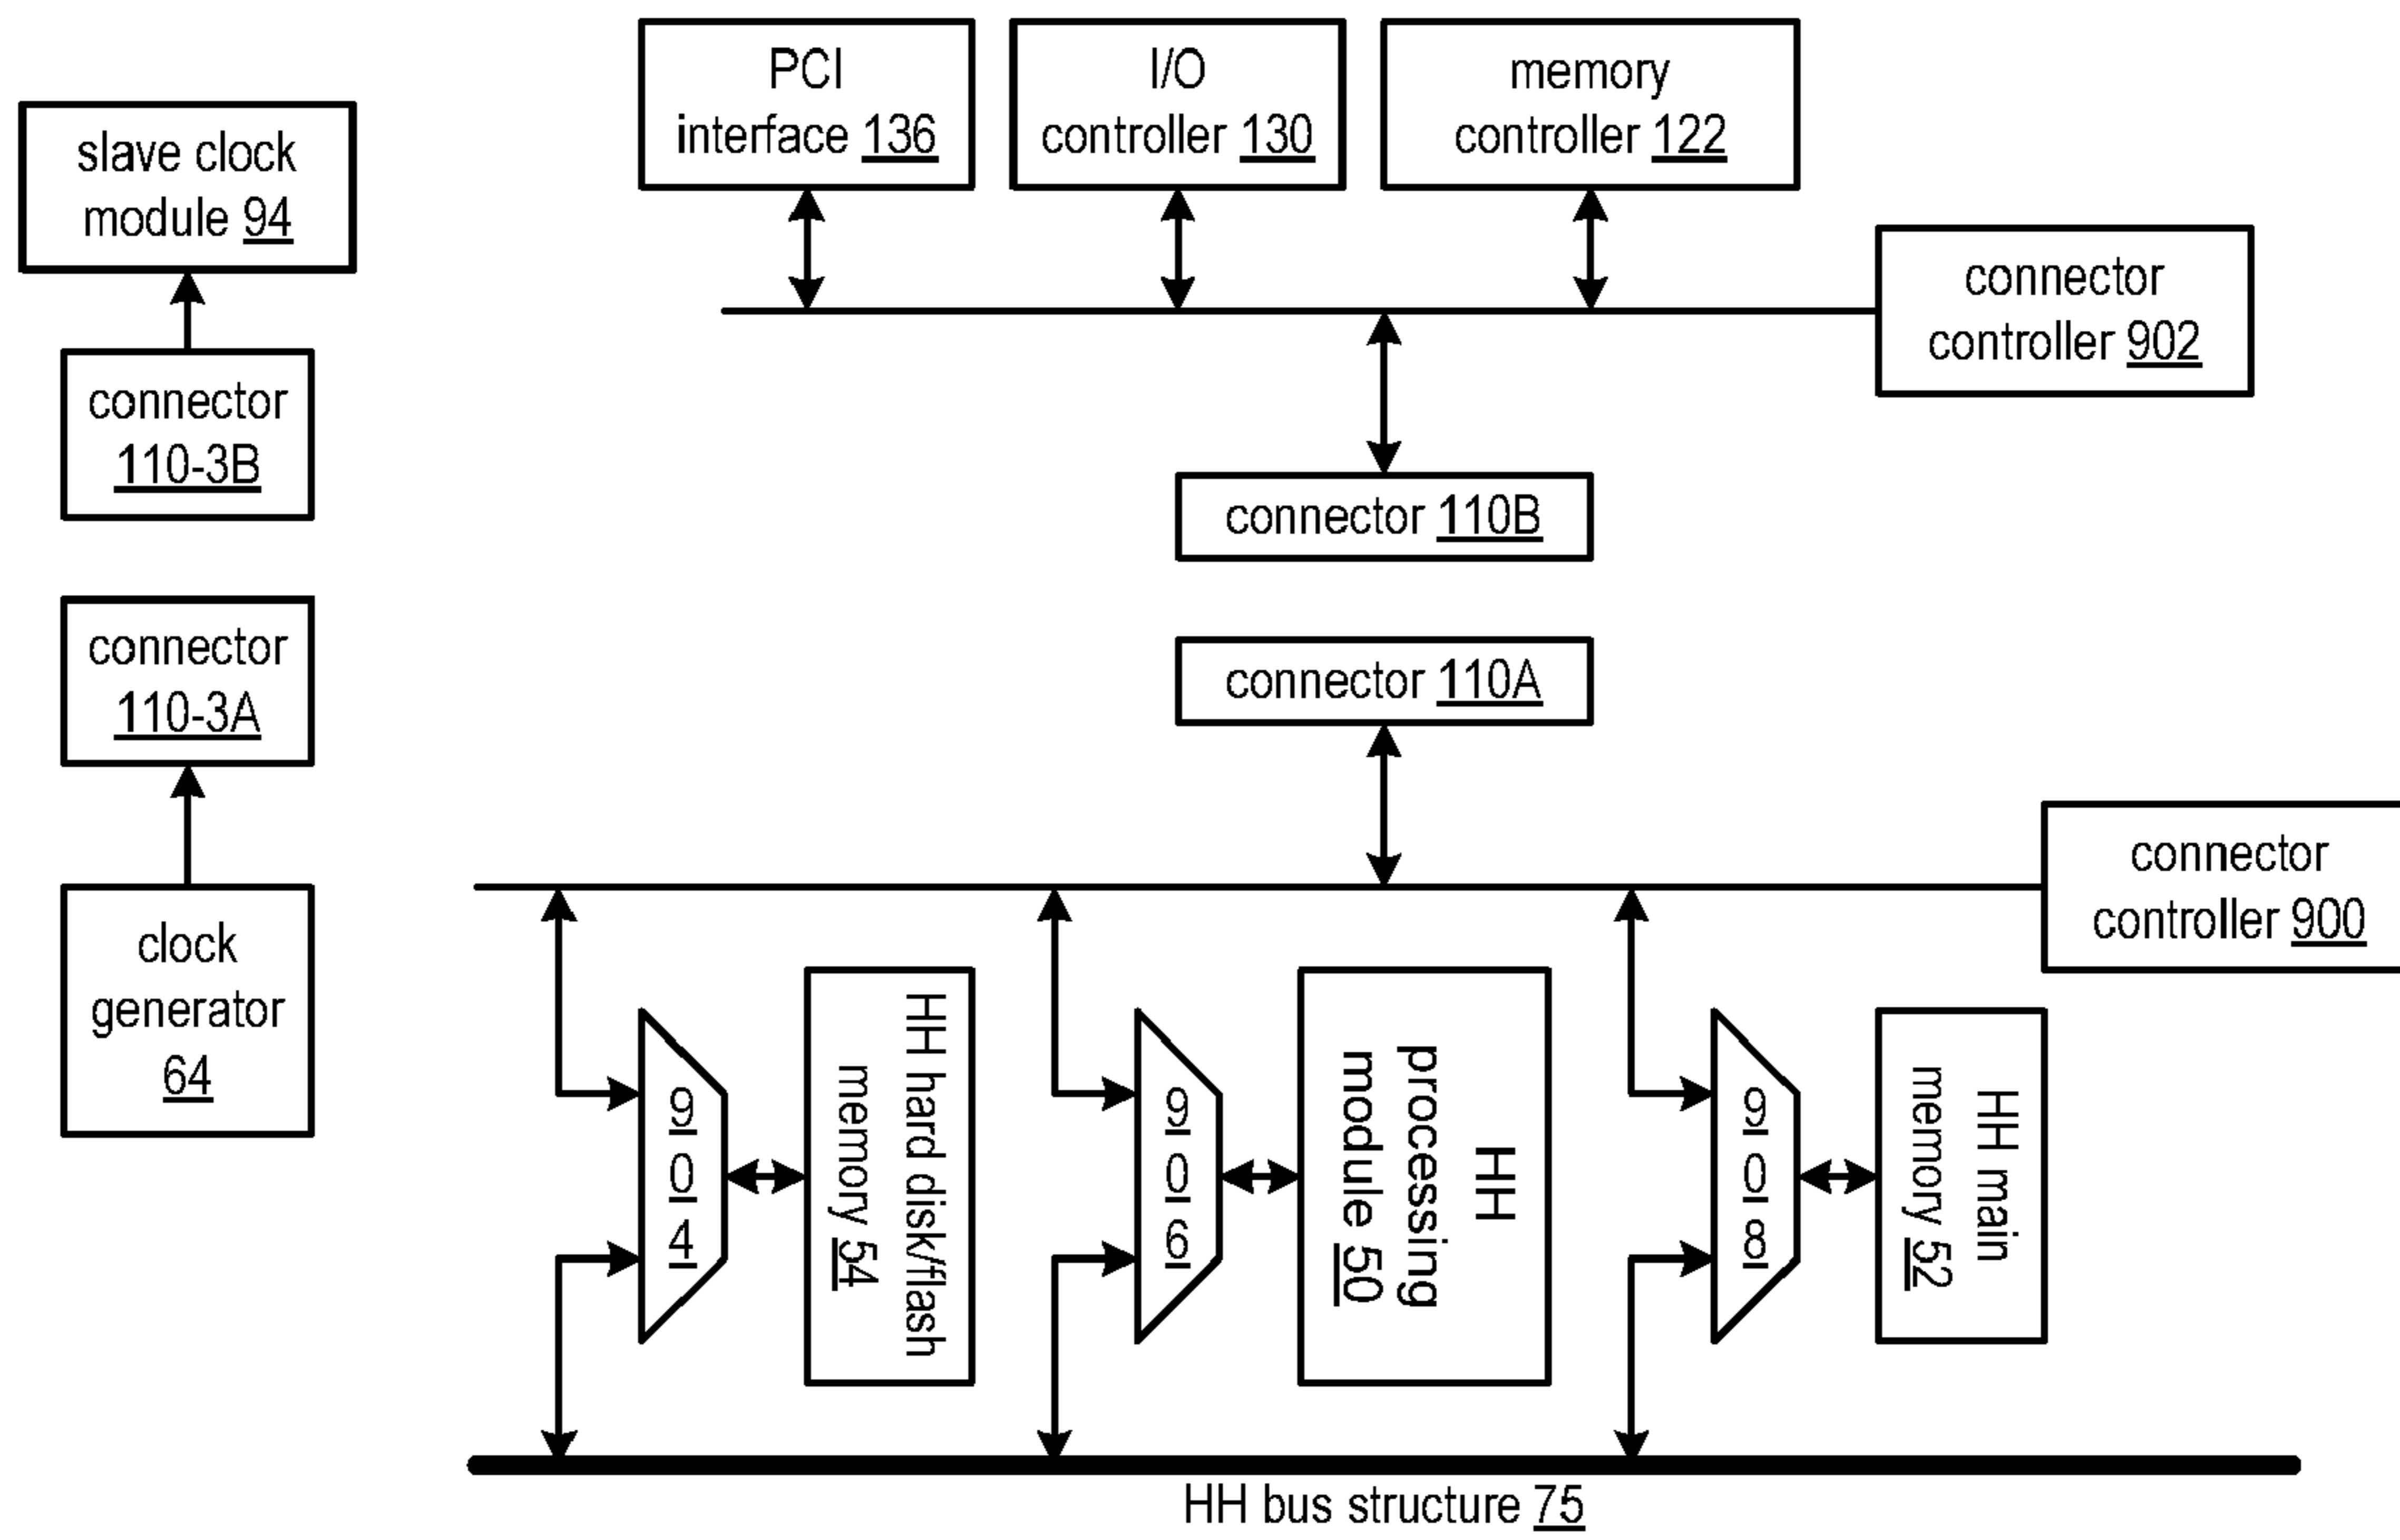 PCI
interface 136
I/O
controller 130
memory
controller 122
slave clock
module 94
connector
controller 902
connector
110-3B
connector 110B
connector
110-3A
connector 110A
connector
controller 900
clock
generator
64
904
HH hard disk/flash
memory 54
906
HH
processing
module 50
908
HH main
memory 52
HH bus structure 75